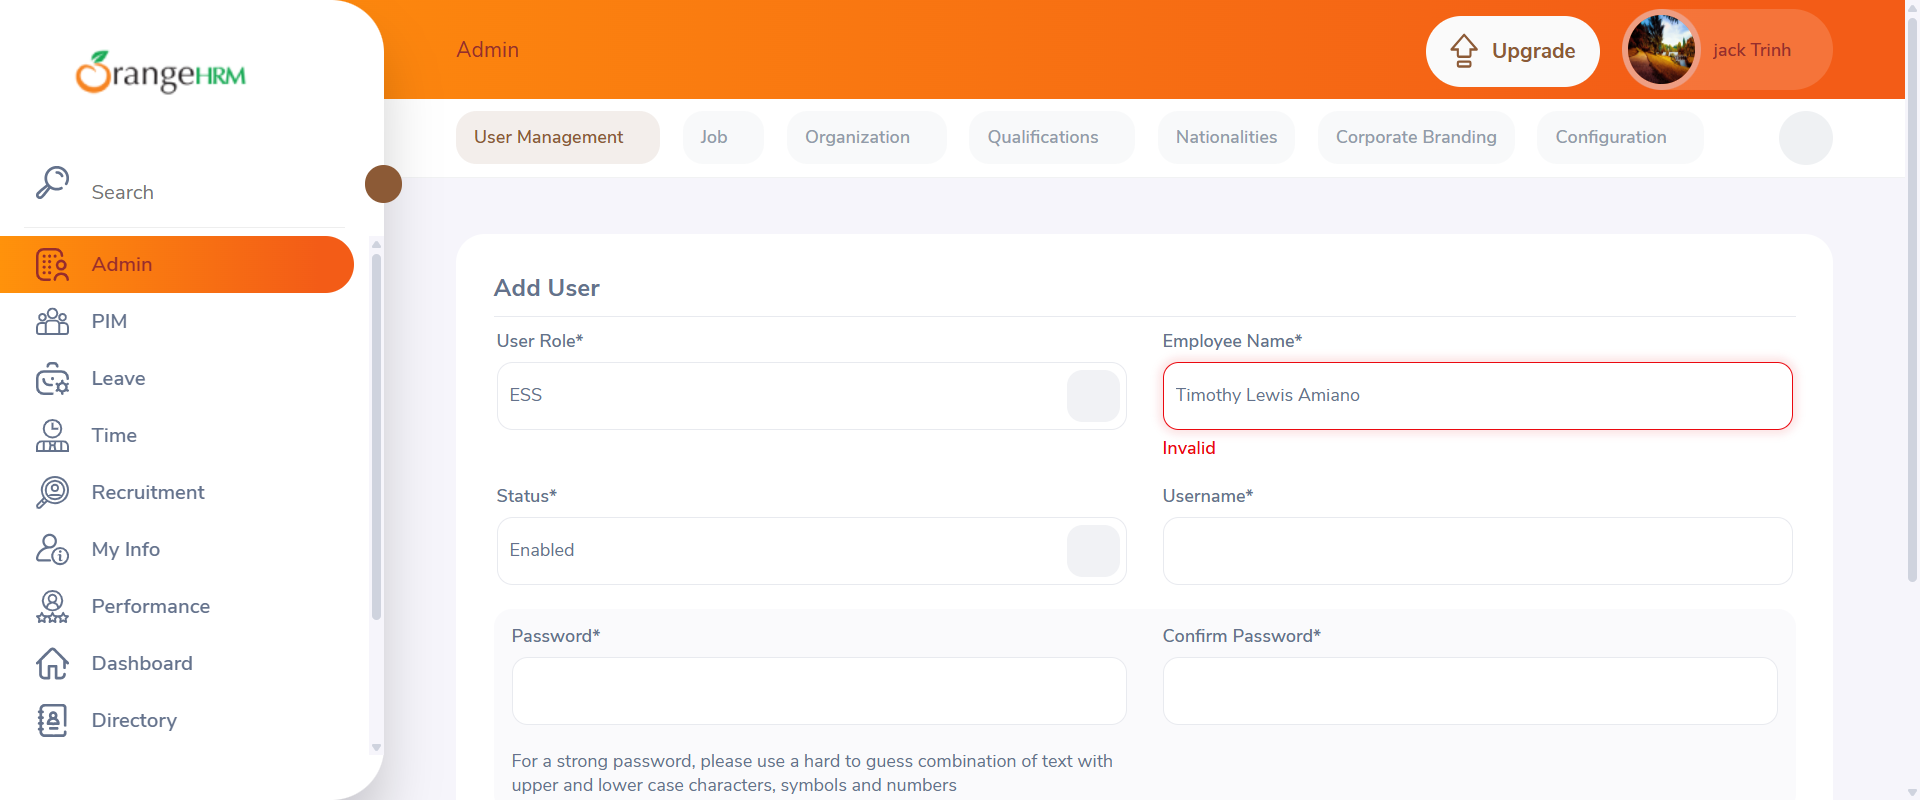 OrangeHRM
Admin
Upgrade
jack Trinh
User Management
Job
Organization
Qualifications
Nationalities
Corporate Branding
Configuration
Search
Admin
PIM
Leave
Time
Recruitment
My Info
Performance
Dashboard
Directory
Add User
User Role*
Employee Name*
ESS
Timothy Lewis Amiano
Invalid
Status*
Username*
Enabled
Password*
Confirm Password*
For a strong password, please use a hard to guess combination of text with
upper and lower case characters, symbols and numbers